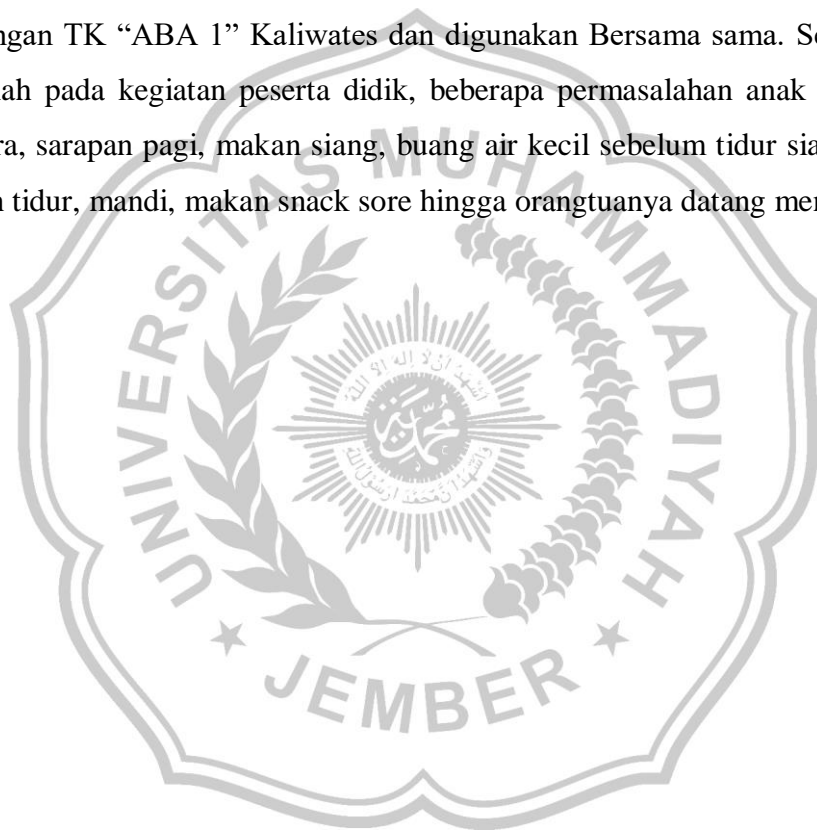 ngan TK “ABA 1” Kaliwates dan digunakan Bersama sama. Se
ah pada kegiatan peserta didik, beberapa permasalahan anak
ra, sarapan pagi, makan siang, buang air kecil sebelum tidur sia
n tidur, mandi, makan snack sore hingga orangtuanya datang men
UNIVERSITAS MUHAMMADIYAH
JEMBER
محمد